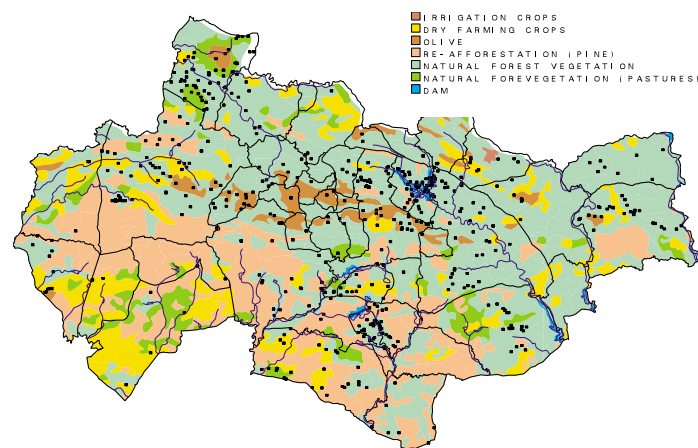 IRRIGATION CROPS
DRY FARMING CROPS
OLIVE
RE-AFFORESTATION (PINE)
NATURAL FOREST VEGETATION
NATURAL FOREVEGETATION (PASTURES)
DAM